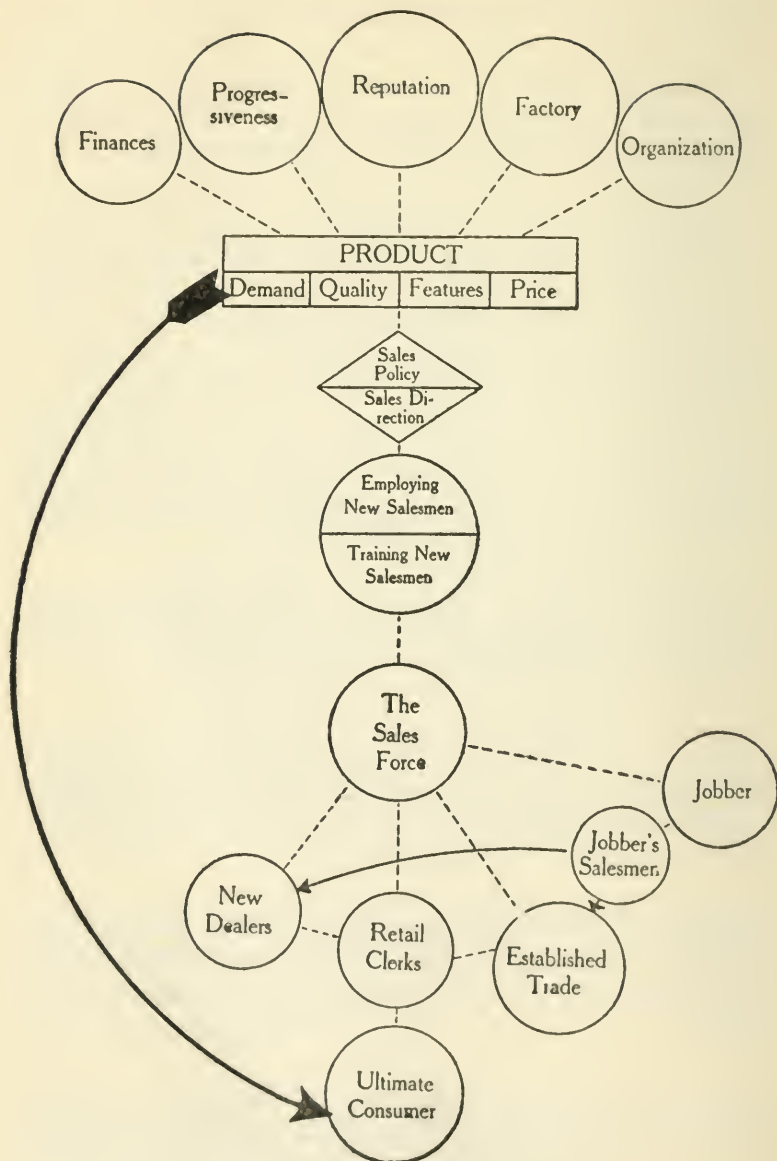 Finances
Progres-
siveness
Reputation
Factory
Organization
PRODUCT
Demand Quality Features Price
Sales
Policy
Sales Di-
rection
Employing
New Salesmen
Training New
Salesmen
The
Sales
Force
Jobber
Jobber's
Salesmen
New
Dealers
Retail
Clerks
Established
Trade
Ultimate
Consumer